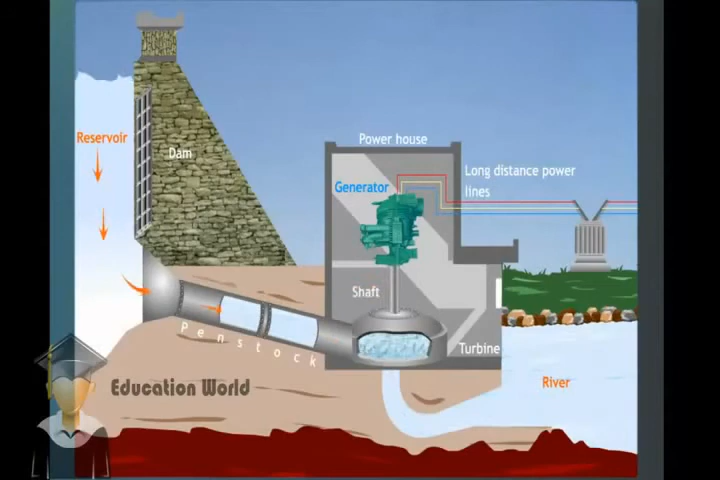 Power house
Reservoir
Dam
Long distance power
lines
Generator
Shaft
Penstock
Turbine
River
Education World